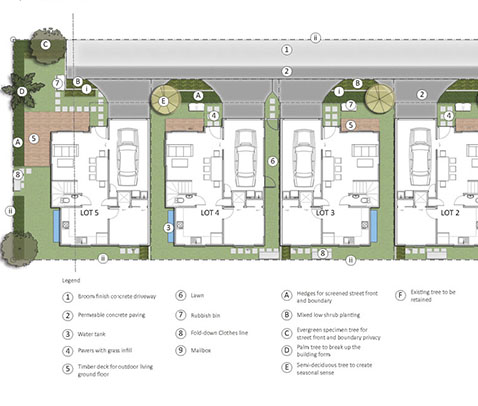 ii
C
1
2
7
B
i
D
E
A
4
i
B
7
2
A
5
4
5
4
6
8
LOT 5
LOT 4
LOT 3
LOT 2
ii
3
ii
8
ii
Legend
1 Broom finish concrete driveway
2 Permeable concrete paving
3 Water tank
4 Pavers with grass infill
5 Timber deck for outdoor living
ground floor
6 Lawn
7 Rubbish bin
8 Fold-down Clothes line
9 Mailbox
A Hedges for screened street front
and boundary
B Mixed low shrub planting
C Evergreen specimen tree for
street front and boundary privacy
D Palm tree to break up the
building form
E Semi-deciduous tree to create
seasonal sense
F Existing tree to be
retained